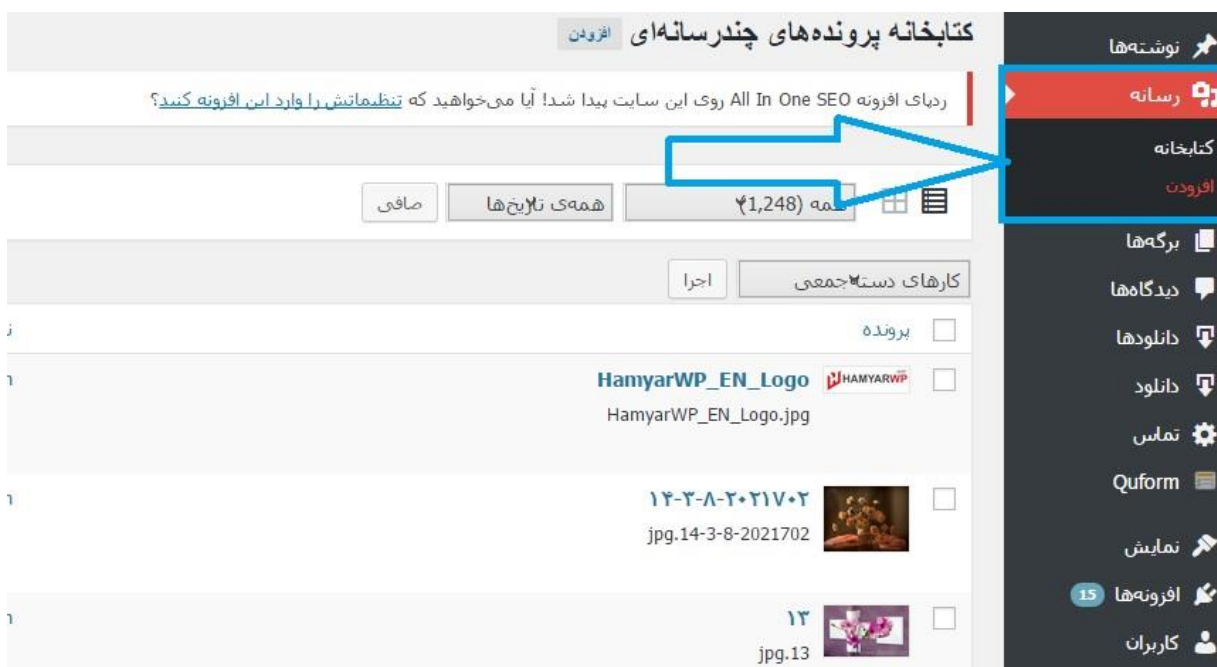 نوشته‌ها
رسانه
کتابخانه
افزودن
برگه‌ها
دیدگاه‌ها
دانلودها
دانلود
تماس
Quform
نمایش
افزونه‌ها 15
کاربران
کتابخانه پرونده‌های چندرسانه‌ای افزودن
ردپای افزونه All In One SEO روی این سایت پیدا شد! آیا می‌خواهید که تنظیماتش را وارد این افزونه کنید؟
همه (1,248) همه‌ی تاریخ‌ها صافی
کارهای دسته‌جمعی اجرا
پرونده
HAMYARWP HamyarWP_EN_Logo
HamyarWP_EN_Logo.jpg
۱۴-۳-۸-۲۰۲۱۷۰۲
jpg.14-3-8-2021702
۱۳
jpg.13